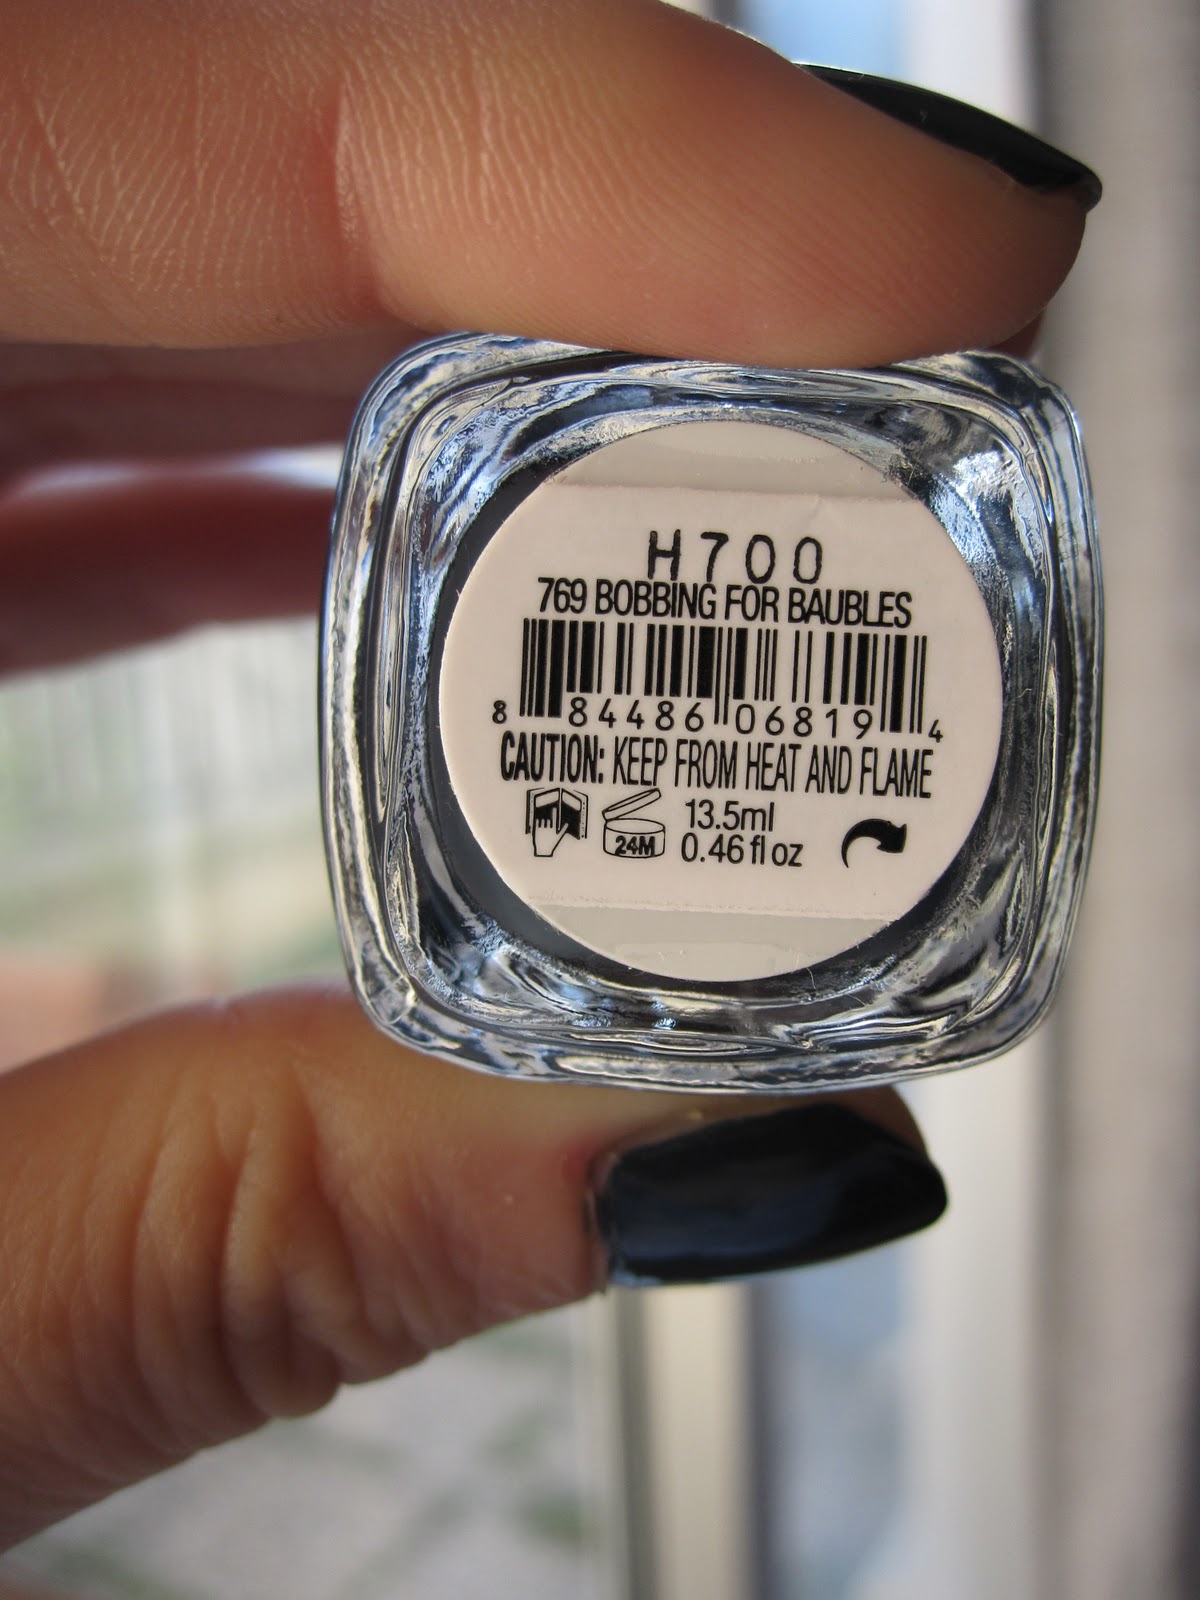 H700
769 BOBBING FOR BAUBLES
8 84486 06819 4
CAUTION: KEEP FROM HEAT AND FLAME
24M
13.5ml
0.46 fl oz